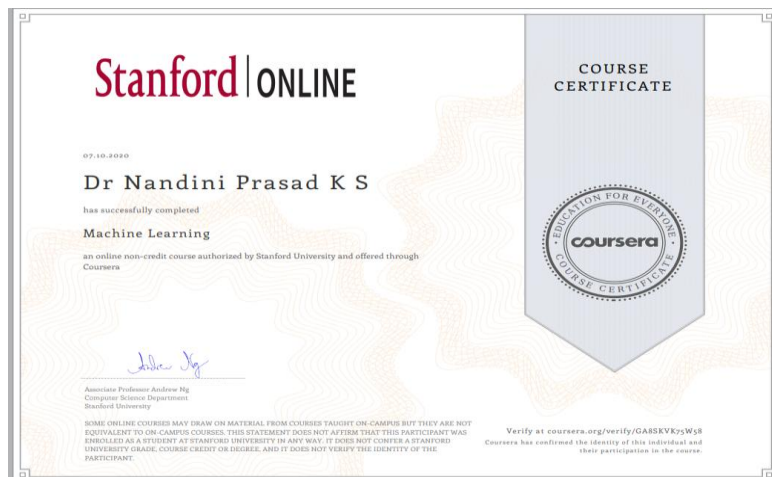 Stanford | ONLINE
COURSE
CERTIFICATE
07.10.2020
Dr Nandini Prasad K S
has successfully completed
Machine Learning
an online non-credit course authorized by Stanford University and offered through
Coursera
EDUCATION FOR EVERYONE
coursera
COURSE CERTIFICATE
Andrew Ng
Associate Professor Andrew Ng
Computer Science Department
Stanford University
SOME ONLINE COURSES MAY DRAW ON MATERIAL FROM COURSES TAUGHT ON-CAMPUS BUT THEY ARE NOT
EQUIVALENT TO ON-CAMPUS COURSES. THIS STATEMENT DOES NOT AFFIRM THAT THIS PARTICIPANT WAS
ENROLLED AS A STUDENT AT STANFORD UNIVERSITY IN ANY WAY. IT DOES NOT CONFER A STANFORD
UNIVERSITY GRADE, COURSE CREDIT OR DEGREE, AND IT DOES NOT VERIFY THE IDENTITY OF THE
PARTICIPANT.
Verify at coursera.org/verify/GA8SKVK75W58
Coursera has confirmed the identity of this individual and
their participation in the course.